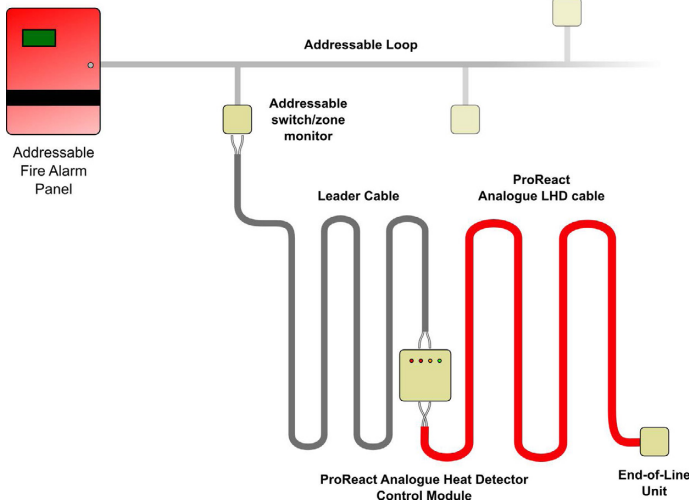 Addressable Loop
Addressable
switch/zone
monitor
Addressable
Fire Alarm
Panel
Leader Cable
ProReact
Analogue LHD cable
ProReact Analogue Heat Detector
Control Module
End-of-Line
Unit